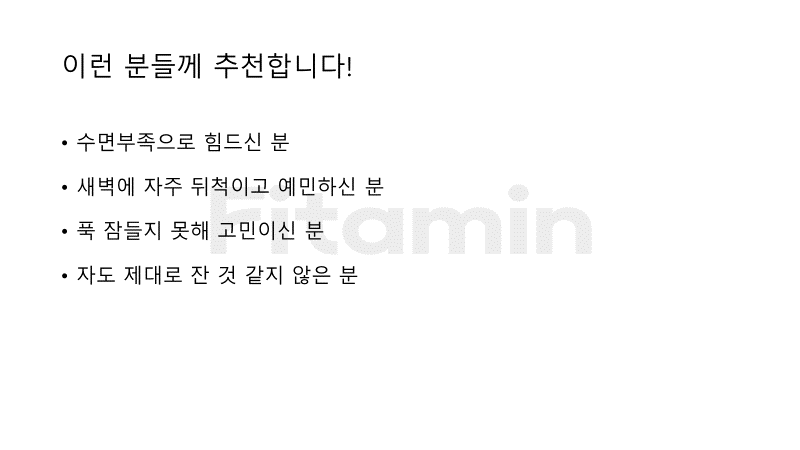 이런 분들께 추천합니다!
• 수면부족으로 힘드신 분
• 새벽에 자주 뒤척이고 예민하신 분
• 푹 잠들지 못해 고민이신 분
• 자도 제대로 잔 것 같지 않은 분
Fitamin